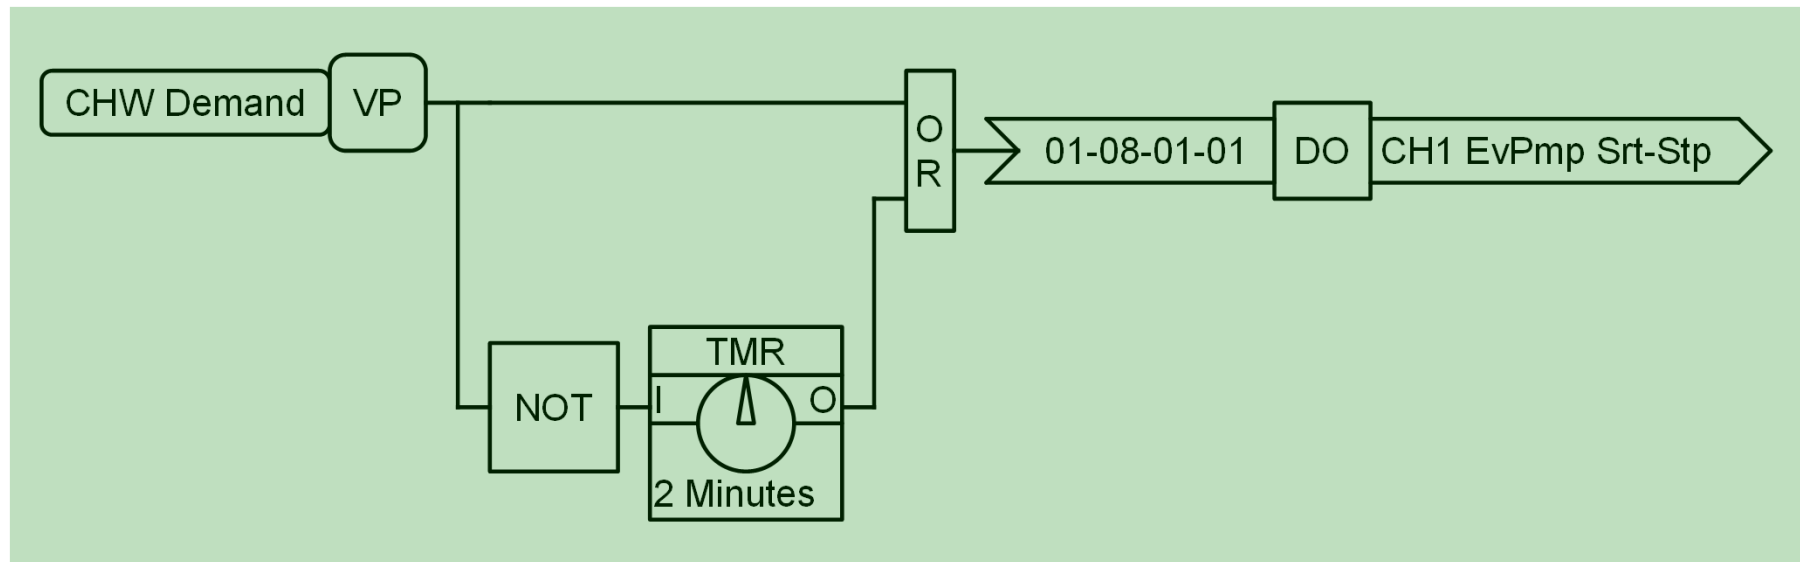 CHW Demand VP
O
R
01-08-01-01 DO CH1 EvPmp Srt-Stp
TMR
NOT I O
2 Minutes